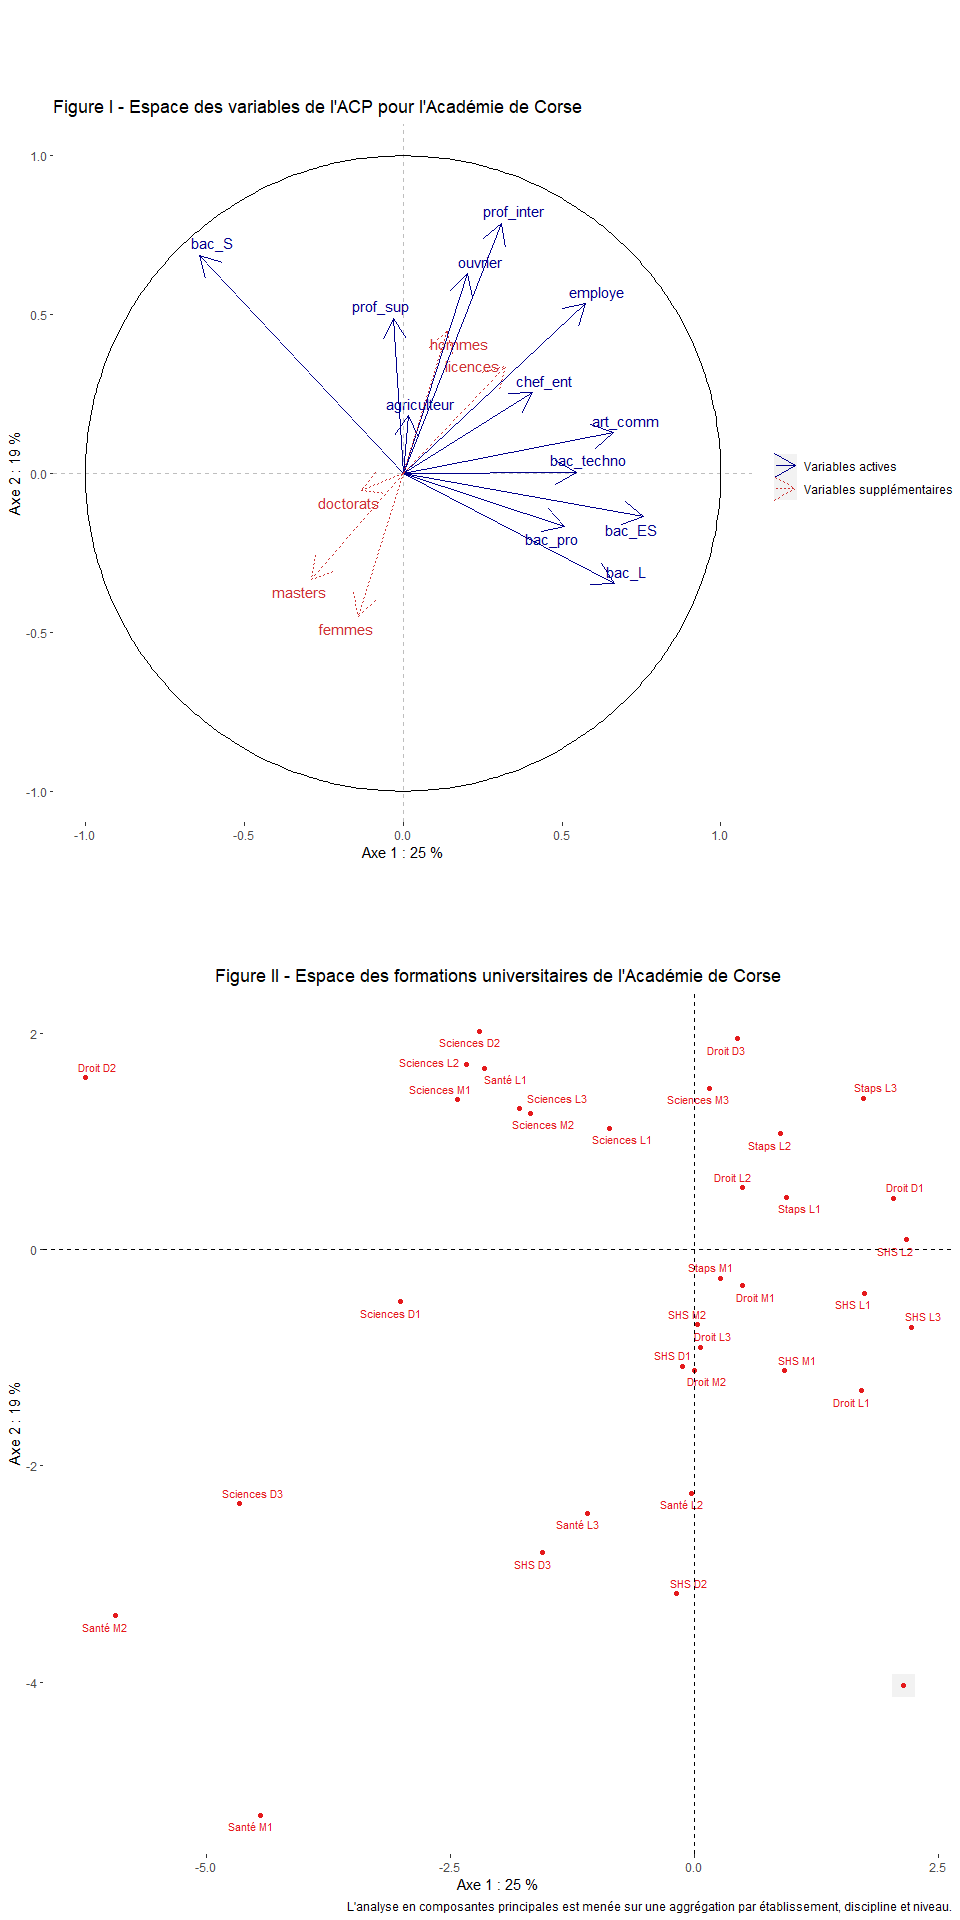 Figure I - Espace des variables de l'ACP pour l'Académie de Corse
1.0
prof_inter
bac_S
ouvrier
employe
prof_sup
0.5
hommes
licences
chef_ent
agriculteur
art_comm
bac_techno
Variables actives
0.0
Variables supplémentaires
doctorats
bac_ES
bac_pro
bac_L
masters
femmes
-0.5
-1.0
Axe 2 : 19 %
-1.0 -0.5 0.0 0.5 1.0
Axe 1 : 25 %
Figure II - Espace des formations universitaires de l'Académie de Corse
2
Sciences D2
Droit D3
Sciences L2
Droit D2
Santé L1
Sciences M1
Staps L3
Sciences L3
Sciences M3
Sciences M2
Sciences L1
Staps L2
Droit L2
Droit D1
Staps L1
0
SHS L2
Staps M1
Droit M1
SHS L1
Sciences D1
SHS M2
SHS L3
Droit L3
SHS D1
SHS M1
Droit M2
Droit L1
-2
Sciences D3
Santé L2
Santé L3
SHS D3
SHS D2
Santé M2
-4
Santé M1
Axe 2 : 19 %
-5.0 -2.5 0.0 2.5
Axe 1 : 25 %
L'analyse en composantes principales est menée sur une aggrégation par établissement, discipline et niveau.